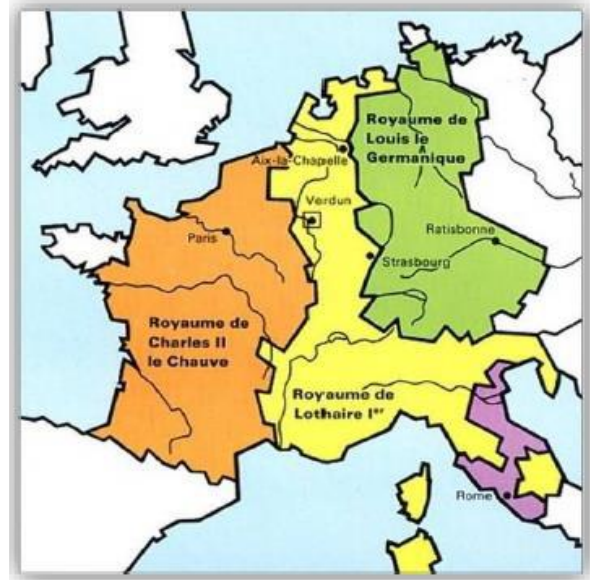 Royaume de
Louis le
Germanique
Aix-la-Chapelle
Verdun
Paris
Ratisbonne
Strasbourg
Royaume de
Charles II
le Chauve
Royaume de
Lothaire Iᵉʳ
Rome